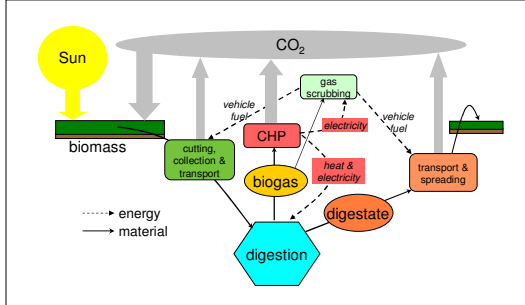 CO2
Sun
gas
scrubbing
vehicle
fuel
vehicle
fuel
biomass
CHP
electricity
cutting,
collection &
transport
heat &
electricity
transport &
spreading
biogas
digestate
energy
material
digestion